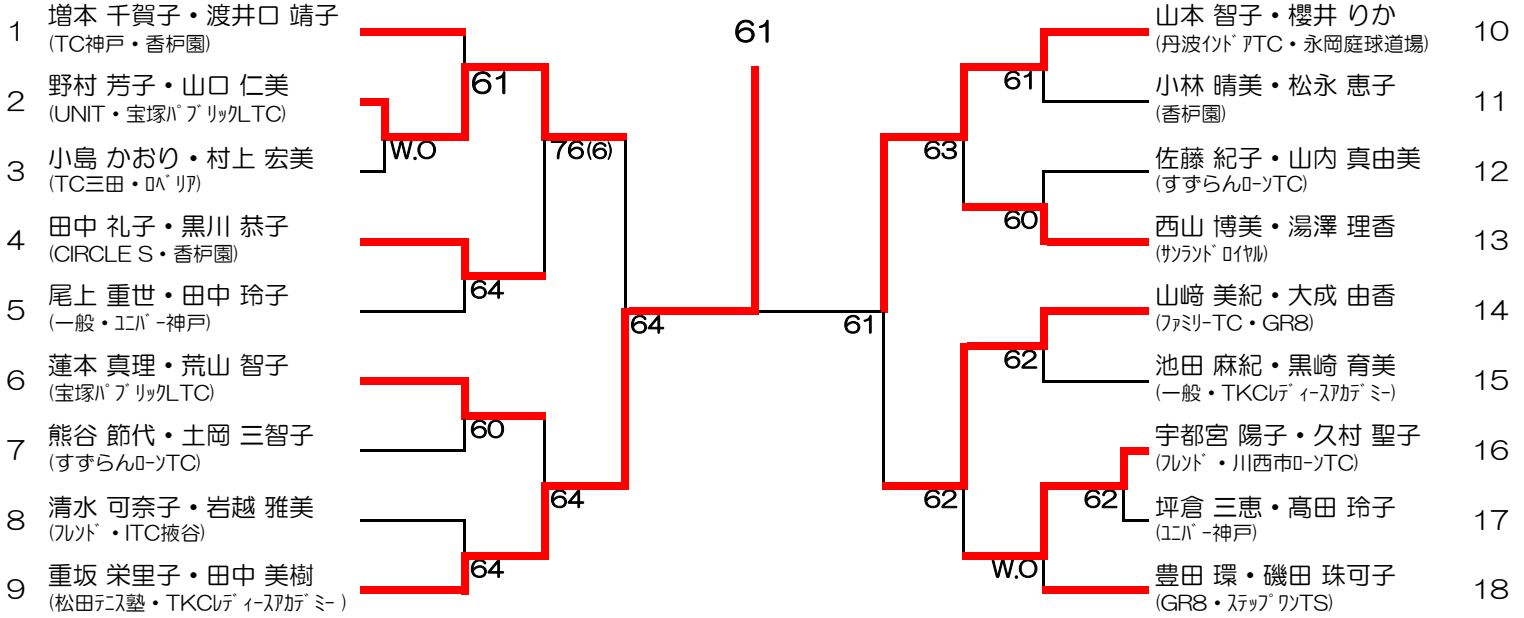 1 増本 千賀子・渡井口 靖子
(TC神戸・香枦園)
2 野村 芳子・山口 仁美
(UNIT・宝塚ﾊﾟﾌﾞﾘｯｸLTC)
3 小島 かおり・村上 宏美
(TC三田・ﾛﾍﾞﾘｱ)
4 田中 礼子・黒川 恭子
(CIRCLE S・香枦園)
5 尾上 重世・田中 玲子
(一般・ﾕﾆﾊﾞｰ神戸)
6 蓮本 真理・荒山 智子
(宝塚ﾊﾟﾌﾞﾘｯｸLTC)
7 熊谷 節代・土岡 三智子
(すずらんﾛｰﾝTC)
8 清水 可奈子・岩越 雅美
(ﾌﾚﾝﾄﾞ・ITC掖谷)
9 重坂 栄里子・田中 美樹
(松田ﾃﾆｽ塾・TKCﾚﾃﾞｨｰｽｱｶﾃﾞﾐｰ)
61
W.O
64
60
64
76(6)
64
64
61
61
63
62
61
60
62
62
W.O
山本 智子・櫻井 りか 10
(丹波ｲﾝﾄﾞｱTC・永岡庭球道場)
小林 晴美・松永 恵子 11
(香枦園)
佐藤 紀子・山内 真由美 12
(すずらんﾛｰﾝTC)
西山 博美・湯澤 理香 13
(ｻﾝﾗﾝﾄﾞﾛｲﾔﾙ)
山﨑 美紀・大成 由香 14
(ﾌｧﾐﾘｰTC・GR8)
池田 麻紀・黒崎 育美 15
(一般・TKCﾚﾃﾞｨｰｽｱｶﾃﾞﾐｰ)
宇都宮 陽子・久村 聖子 16
(ﾌﾚﾝﾄﾞ・川西市ﾛｰﾝTC)
坪倉 三恵・髙田 玲子 17
(ﾕﾆﾊﾞｰ神戸)
豊田 環・磯田 珠可子 18
(GR8・ｽﾃｯﾌﾟﾜﾝTS)